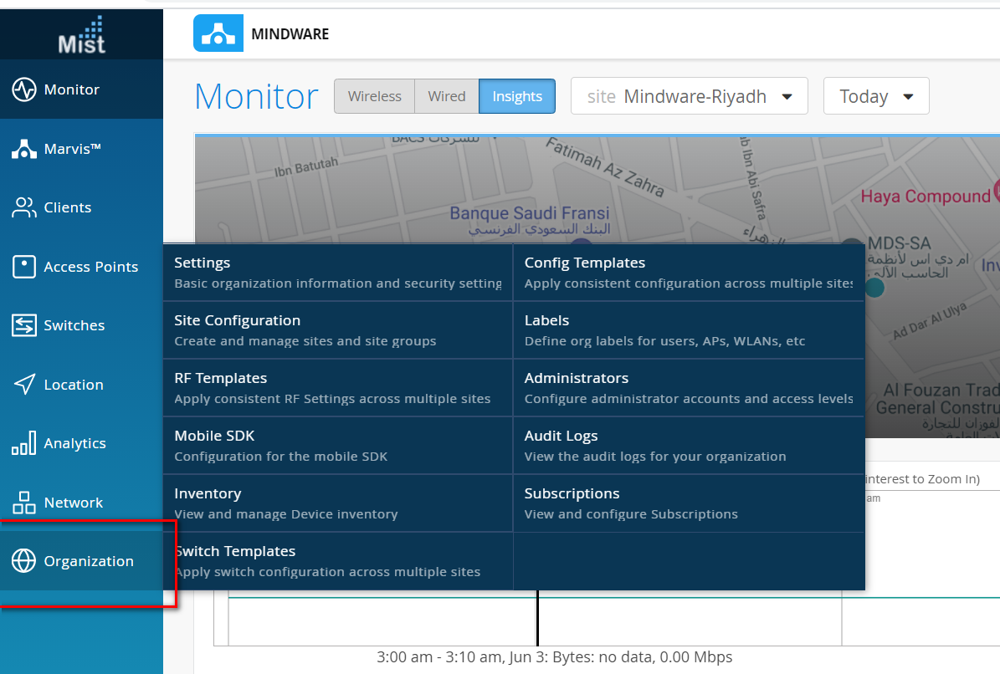 Mist
MINDWARE
Monitor
Marvis™
Clients
Access Points
Switches
Location
Analytics
Network
Organization
Monitor
Wireless
Wired
Insights
site Mindware-Riyadh
Today
Ibn Batutah
Fatimah Az Zahra
Banque Saudi Fransi
البنك السعودي الفرنسي
Haya Compound
MDS-SA
ام دي اس لأنظمة
الحاسب الآلي
Inv
Ad Dar Al Ulya
Al Fouzan Trad
General Constru
الفوزان للتجارة
Settings
Basic organization information and security setting
Site Configuration
Create and manage sites and site groups
RF Templates
Apply consistent RF Settings across multiple sites
Mobile SDK
Configuration for the mobile SDK
Inventory
View and manage Device inventory
Switch Templates
Apply switch configuration across multiple sites
Config Templates
Apply consistent configuration across multiple sites
Labels
Define org labels for users, APs, WLANs, etc
Administrators
Configure administrator accounts and access levels
Audit Logs
View the audit logs for your organization
Subscriptions
View and configure Subscriptions
interest to Zoom In)
am
3:00 am - 3:10 am, Jun 3: Bytes: no data, 0.00 Mbps